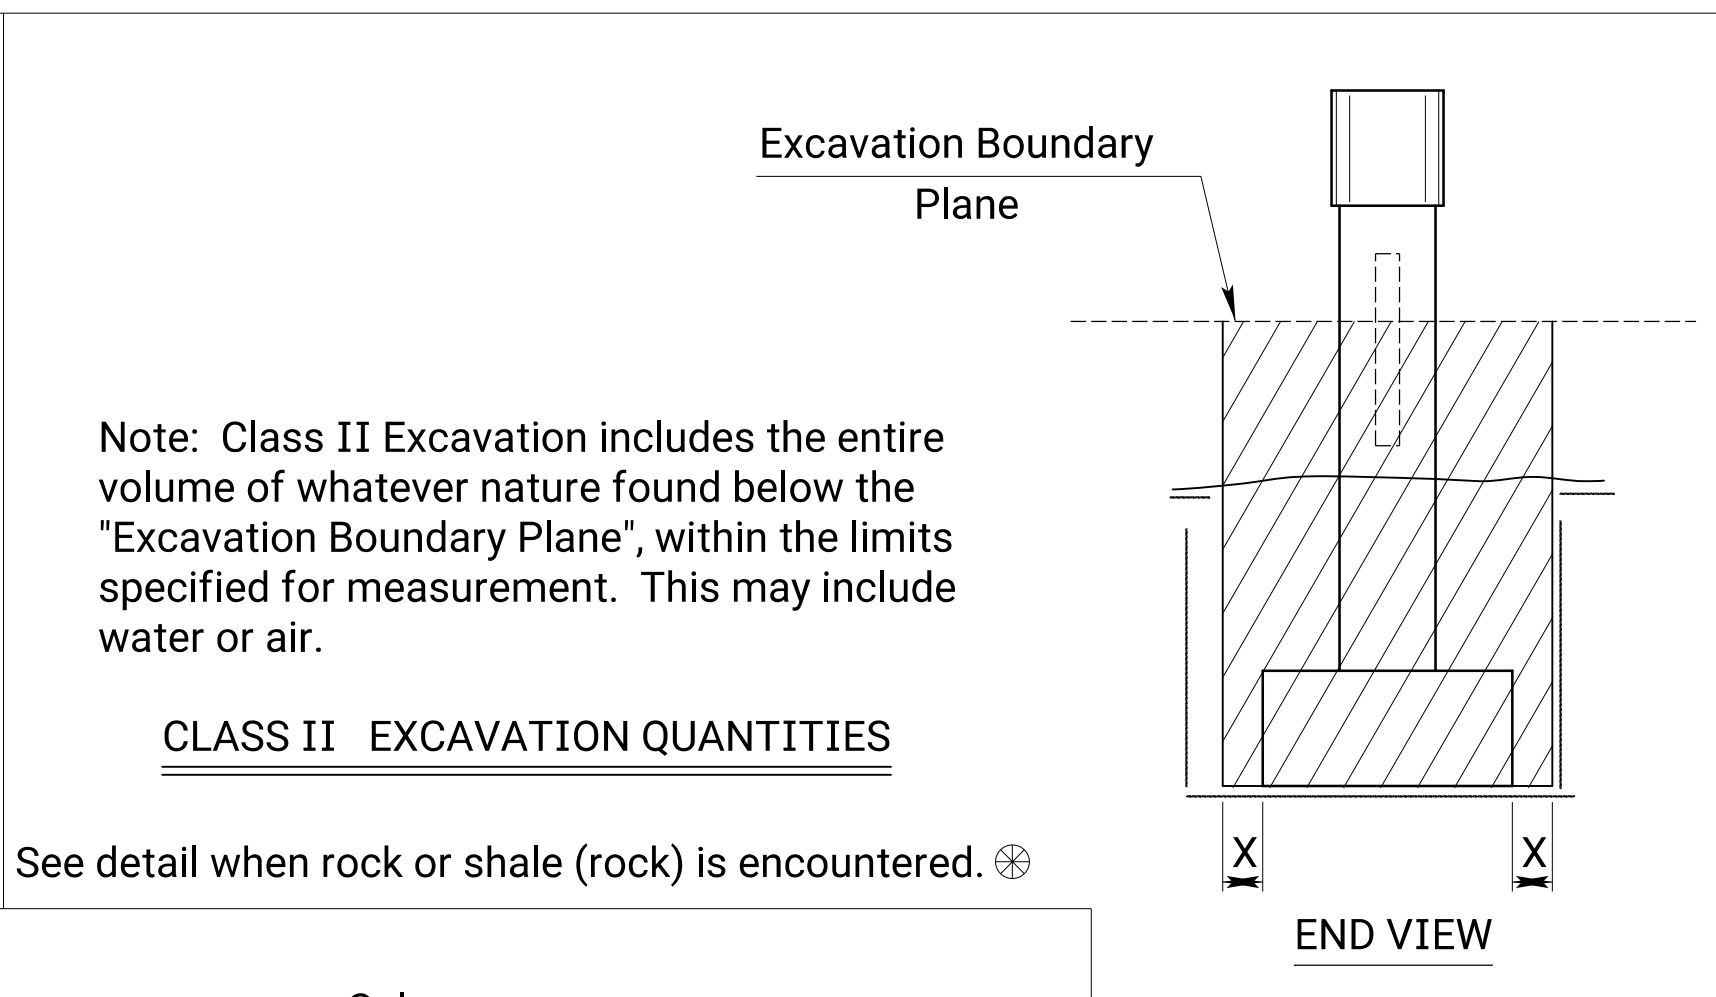 Excavation Boundary
Plane
Note:  Class II Excavation includes the entire
volume of whatever nature found below the
"Excavation Boundary Plane", within the limits
specified for measurement.  This may include
water or air.
CLASS II   EXCAVATION QUANTITIES
See detail when rock or shale (rock) is encountered.
X X
END VIEW